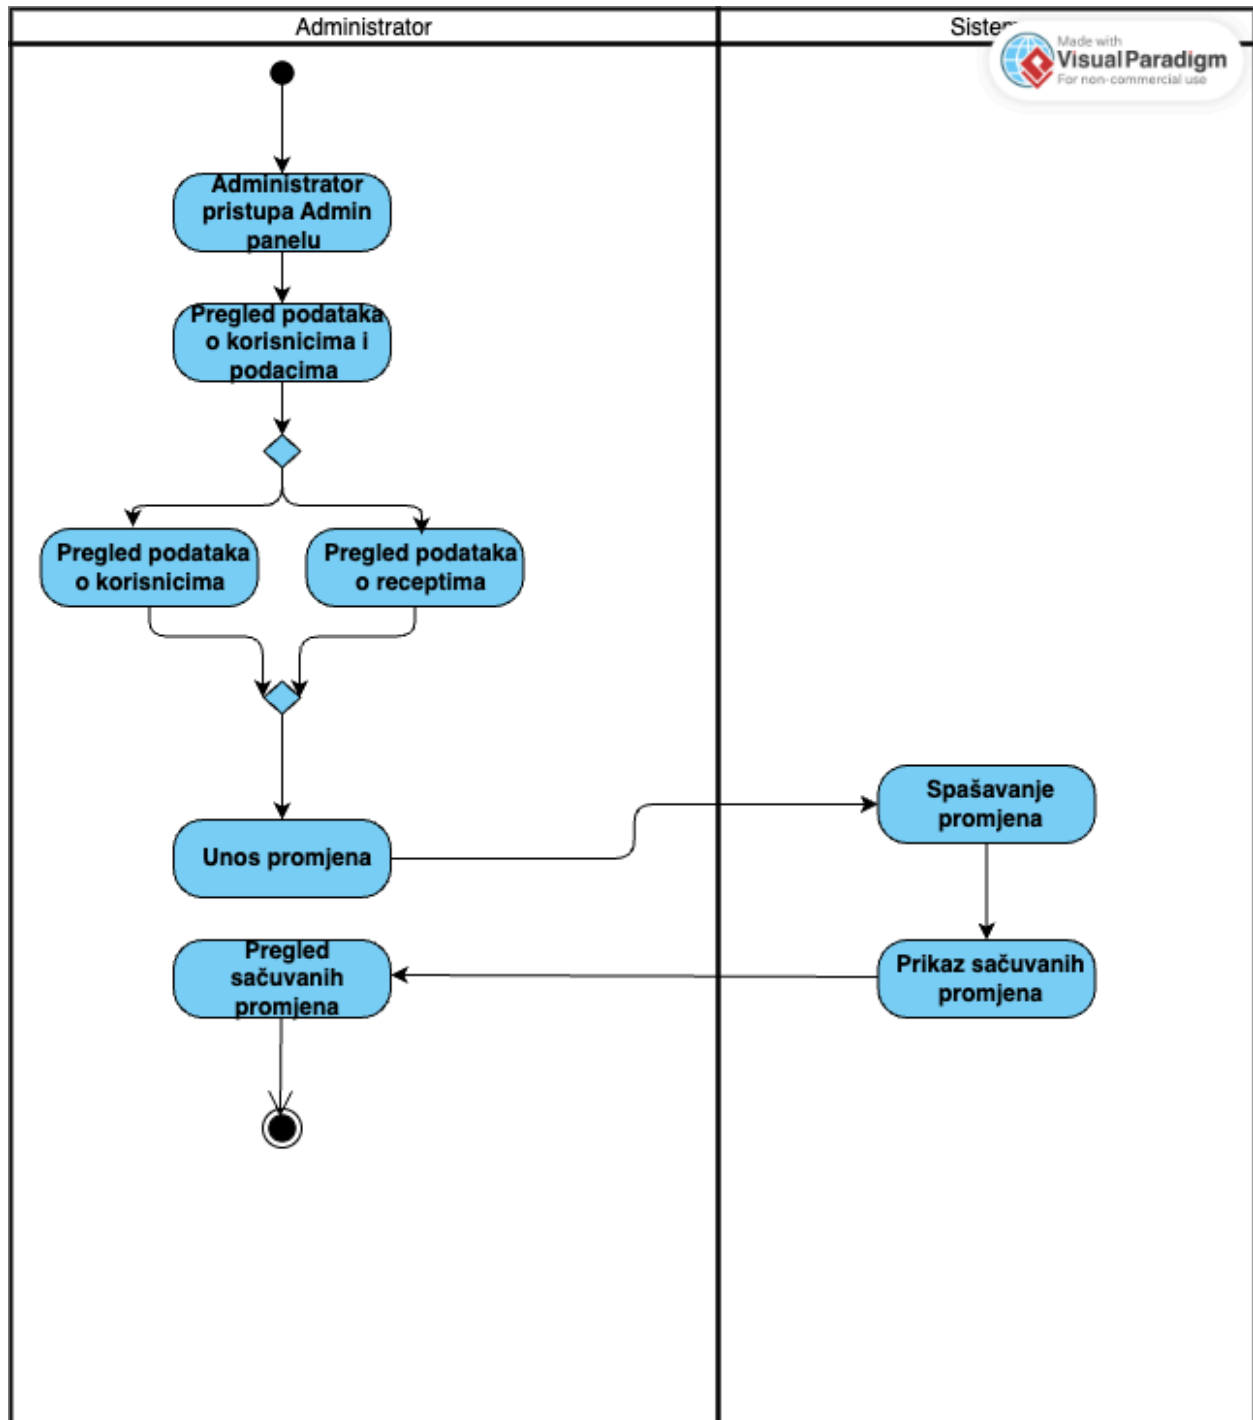 Administrator
Sistem
Made with
Visual Paradigm
For non-commercial use
Administrator
pristupa Admin
panelu
Pregled podataka
o korisnicima i
podacima
Pregled podataka
o korisnicima
Pregled podataka
o receptima
Unos promjena
Spašavanje
promjena
Pregled
sačuvanih
promjena
Prikaz sačuvanih
promjena